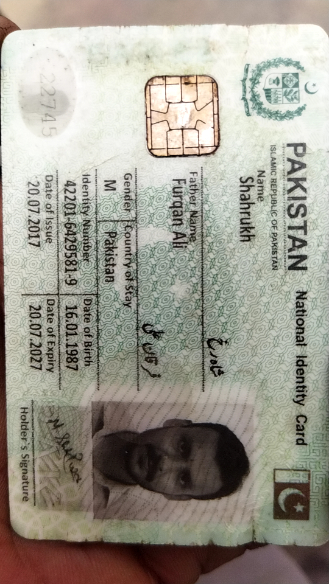 PAKISTAN National Identity Card
ISLAMIC REPUBLIC OF PAKISTAN
Name
Shahrukh
شاہ رخ
Father Name
Furqan Ali
فرقان علی
Gender Country of Stay
M Pakistan
Identity Number Date of Birth
42201-6429581-9 16.01.1987
Date of Issue Date of Expiry
20.07.2017 20.07.2027
Holder's Signature
22745